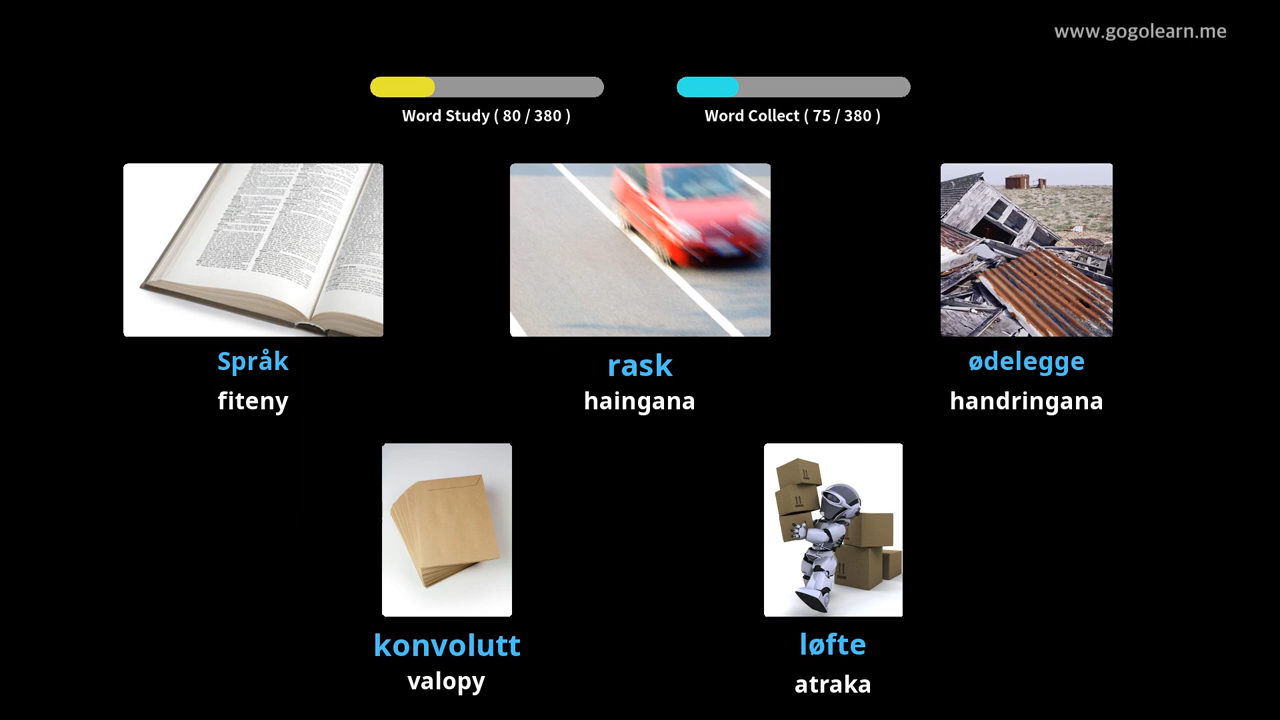 www.gogolearn.me
Word Study ( 80 / 380 )
Word Collect ( 75 / 380 )
Språk
fiteny
rask
haingana
ødelegge
handringana
konvolutt
valopy
løfte
atraka